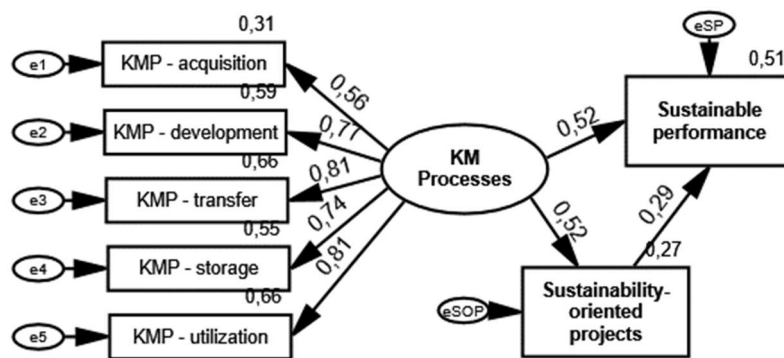 0,31
e1
KMP - acquisition
0,56
0,59
e2
KMP - development
0,77
0,66
e3
KMP - transfer
0,81
0,55
e4
KMP - storage
0,74
0,66
e5
KMP - utilization
0,81
KM
Processes
0,52
0,52
eSP
0,51
Sustainable
performance
0,29
0,27
eSOP
Sustainability-
oriented
projects